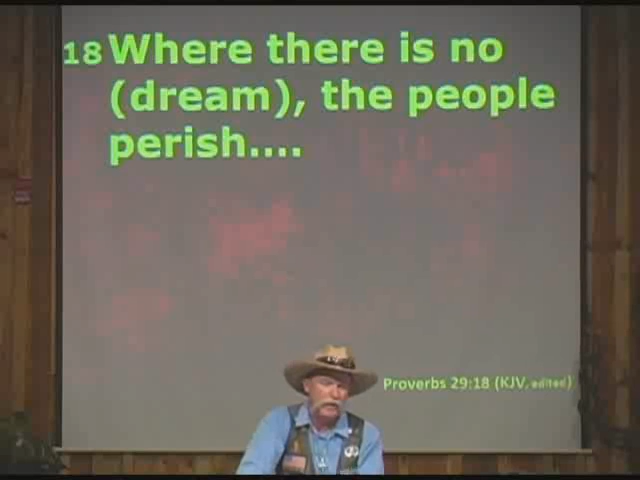 18 Where there is no
(dream), the people
perish....
Proverbs 29:18 (KJV, edited)